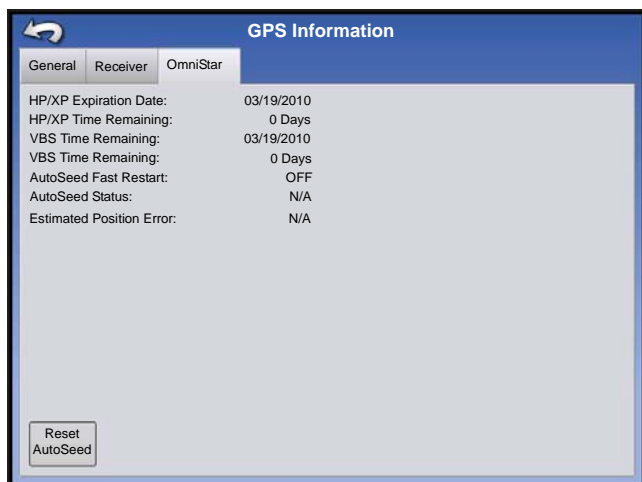 GPS Information
General Receiver OmniStar
HP/XP Expiration Date: 03/19/2010
HP/XP Time Remaining: 0 Days
VBS Time Remaining: 03/19/2010
VBS Time Remaining: 0 Days
AutoSeed Fast Restart: OFF
AutoSeed Status: N/A
Estimated Position Error: N/A
Reset
AutoSeed